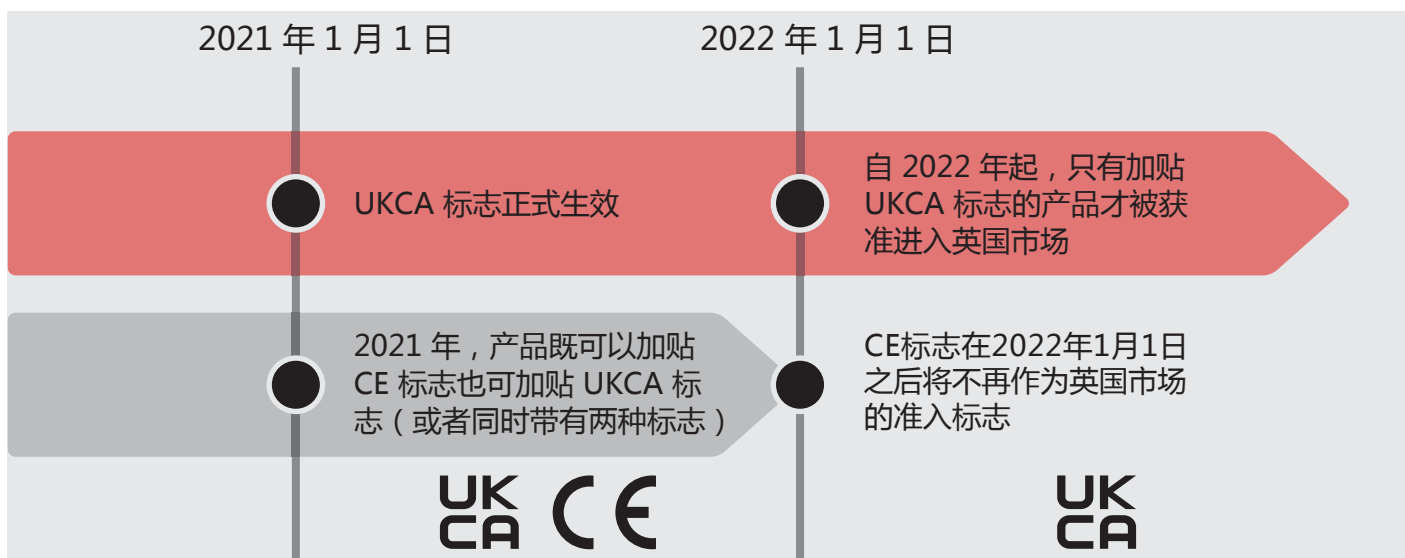 2021 年 1 月 1 日
2022 年 1 月 1 日
UKCA 标志正式生效
自 2022 年起，只有加贴
UKCA 标志的产品才被获
准进入英国市场
2021 年，产品既可以加贴
CE 标志也可加贴 UKCA 标
志（或者同时带有两种标志）
CE标志在2022年1月1日
之后将不再作为英国市场
的准入标志
UK
CA
CE
UK
CA